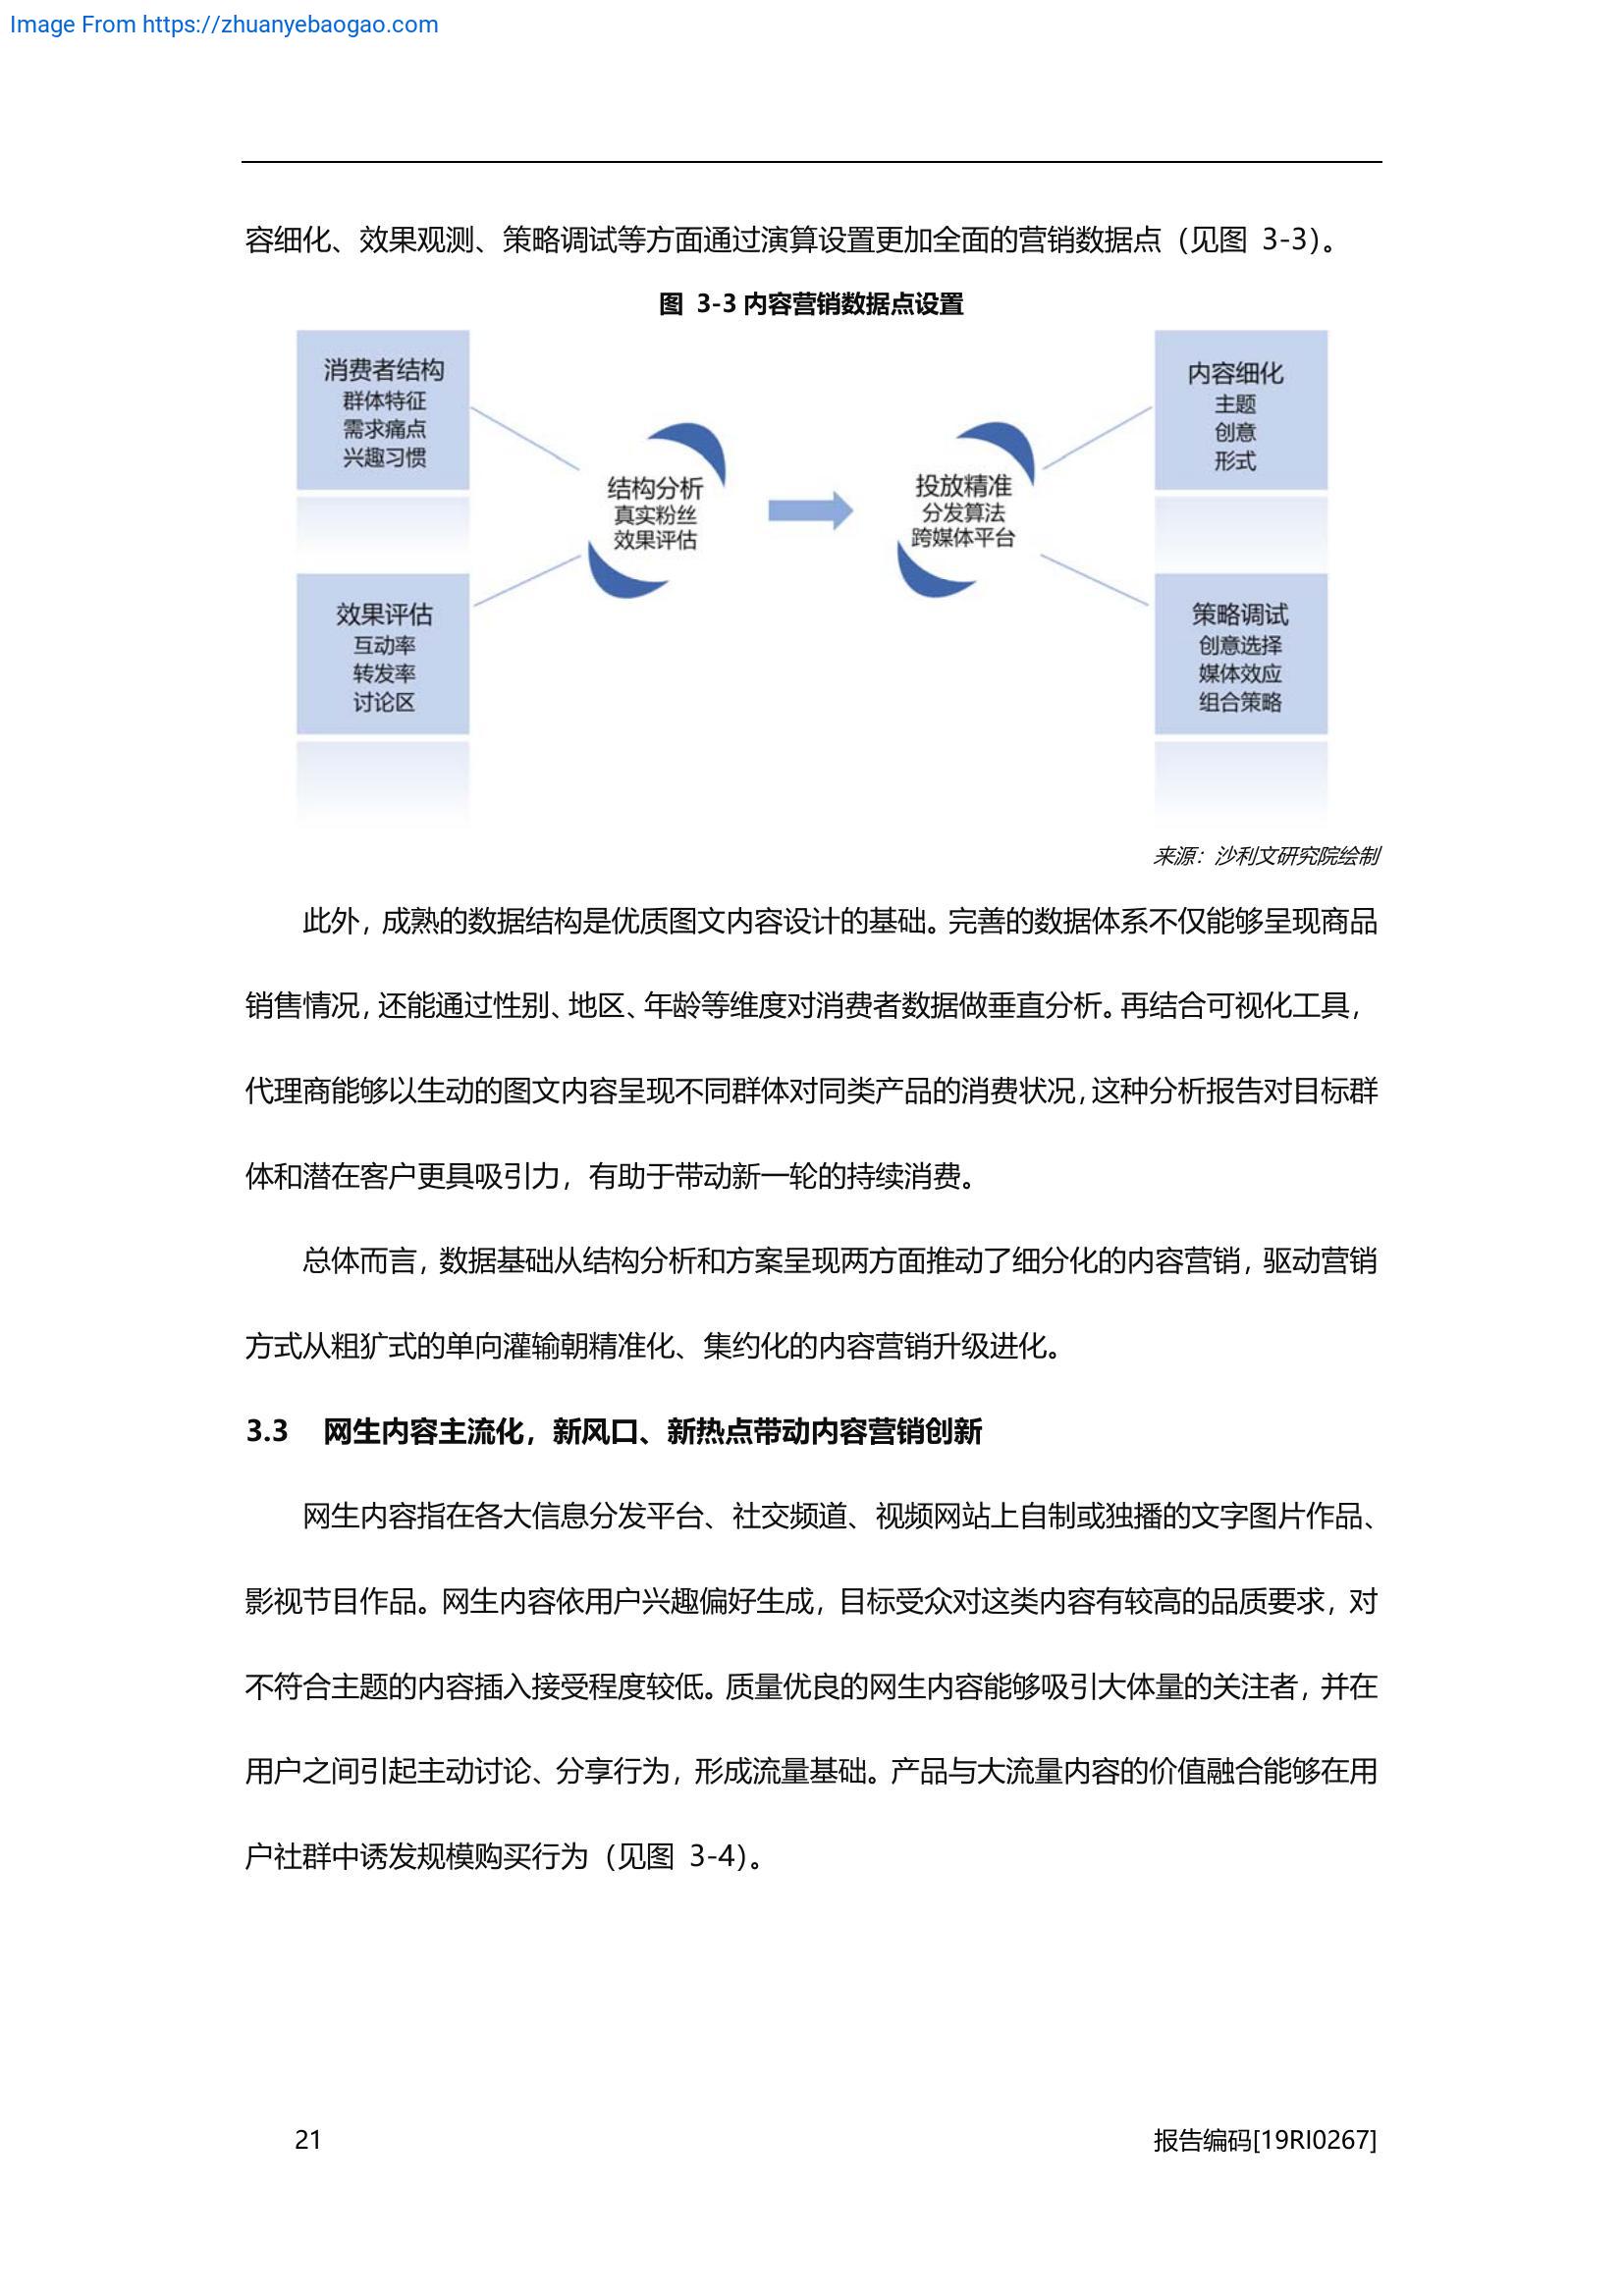 Image From https://zhuanyebaogao.com
容细化、效果观测、策略调试等方面通过演算设置更加全面的营销数据点（见图 3-3）。
图 3-3 内容营销数据点设置
消费者结构
群体特征
需求痛点
兴趣习惯
效果评估
互动率
转发率
讨论区
结构分析
真实粉丝
效果评估
投放精准
分发算法
跨媒体平台
内容细化
主题
创意
形式
策略调试
创意选择
媒体效应
组合策略
来源：沙利文研究院绘制
此外，成熟的数据结构是优质图文内容设计的基础。完善的数据体系不仅能够呈现商品
销售情况，还能通过性别、地区、年龄等维度对消费者数据做垂直分析。再结合可视化工具，
代理商能够以生动的图文内容呈现不同群体对同类产品的消费状况，这种分析报告对目标群
体和潜在客户更具吸引力，有助于带动新一轮的持续消费。
总体而言，数据基础从结构分析和方案呈现两方面推动了细分化的内容营销，驱动营销
方式从粗犷式的单向灌输朝精准化、集约化的内容营销升级进化。
3.3 网生内容主流化，新风口、新热点带动内容营销创新
网生内容指在各大信息分发平台、社交频道、视频网站上自制或独播的文字图片作品、
影视节目作品。网生内容依用户兴趣偏好生成，目标受众对这类内容有较高的品质要求，对
不符合主题的内容插入接受程度较低。质量优良的网生内容能够吸引大体量的关注者，并在
用户之间引起主动讨论、分享行为，形成流量基础。产品与大流量内容的价值融合能够在用
户社群中诱发规模购买行为（见图 3-4）。
21
报告编码[19RI0267]